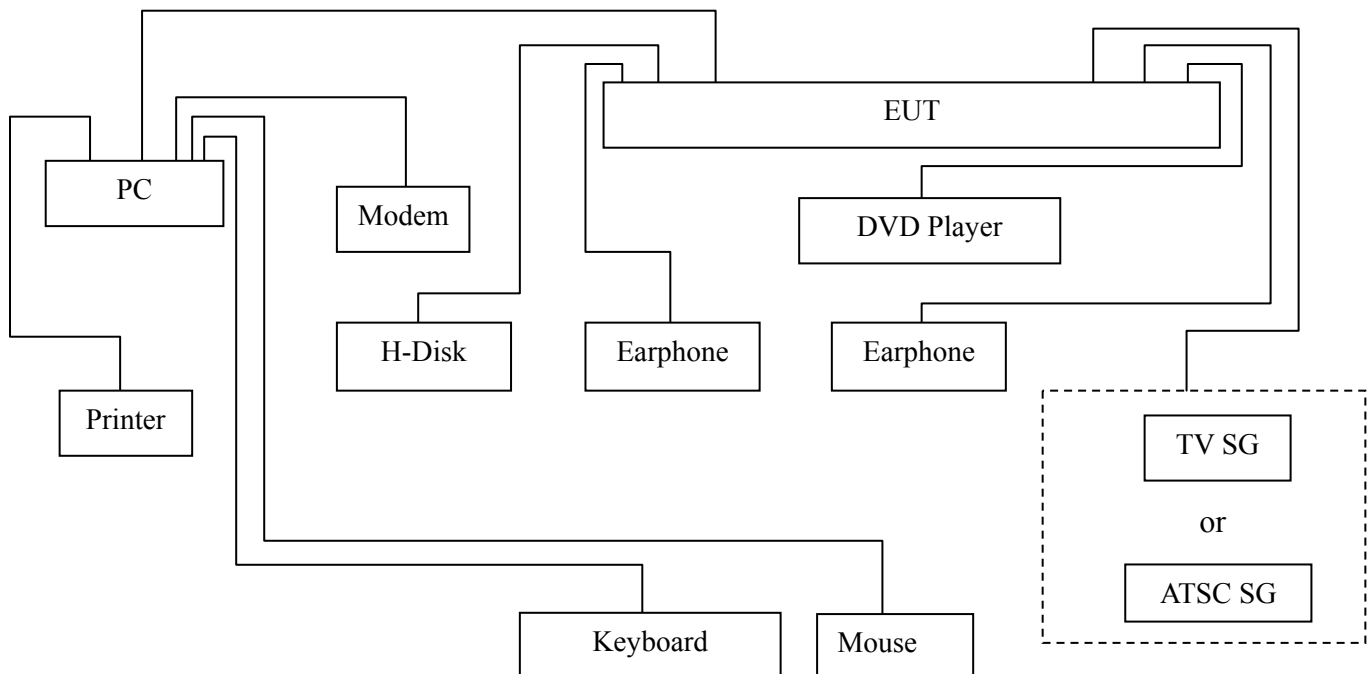 EUT
PC
Modem
DVD Player
H-Disk
Earphone
Earphone
Printer
TV SG
or
ATSC SG
Keyboard
Mouse